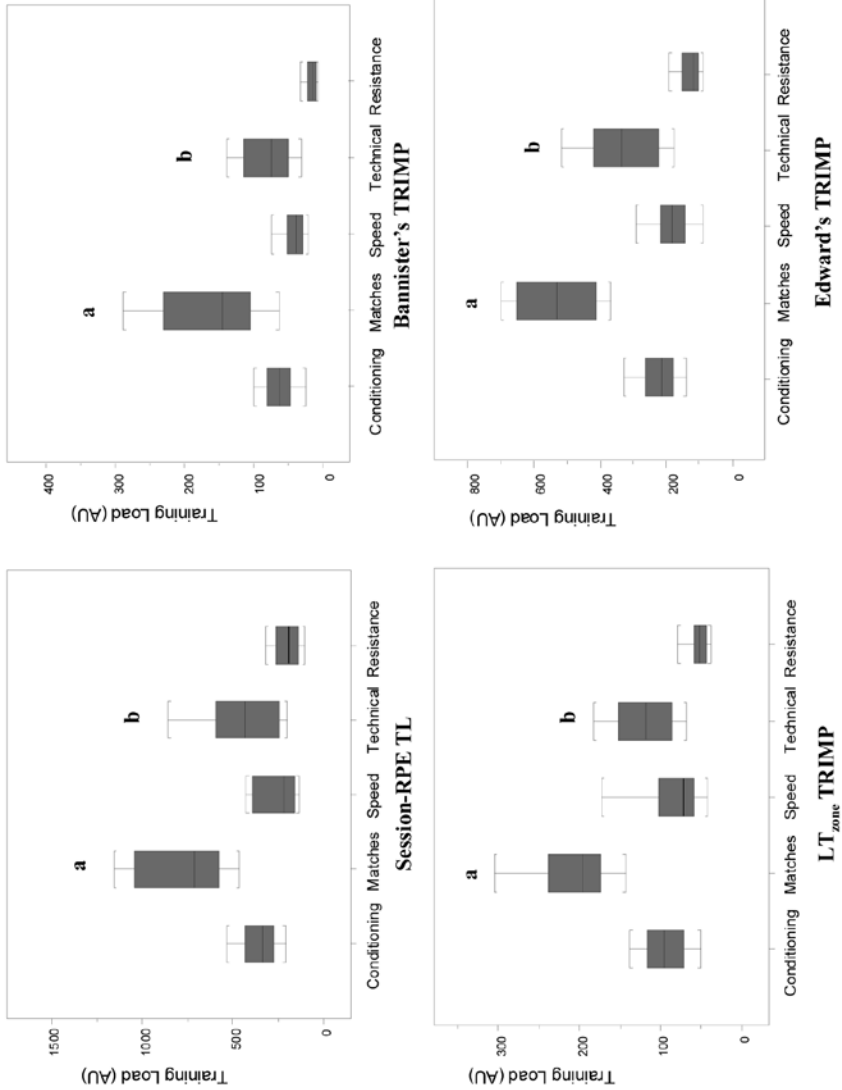 Training Load (AU)
1500
1000
500
0
a
b
Conditioning Matches Speed Technical Resistance
Session-RPE TL
Training Load (AU)
400
300
200
100
0
a
b
Conditioning Matches Speed Technical Resistance
Bannister's TRIMP
Training Load (AU)
300
200
100
0
a
b
Conditioning Matches Speed Technical Resistance
LTzone TRIMP
Training Load (AU)
800
600
400
200
0
a
b
Conditioning Matches Speed Technical Resistance
Edward's TRIMP